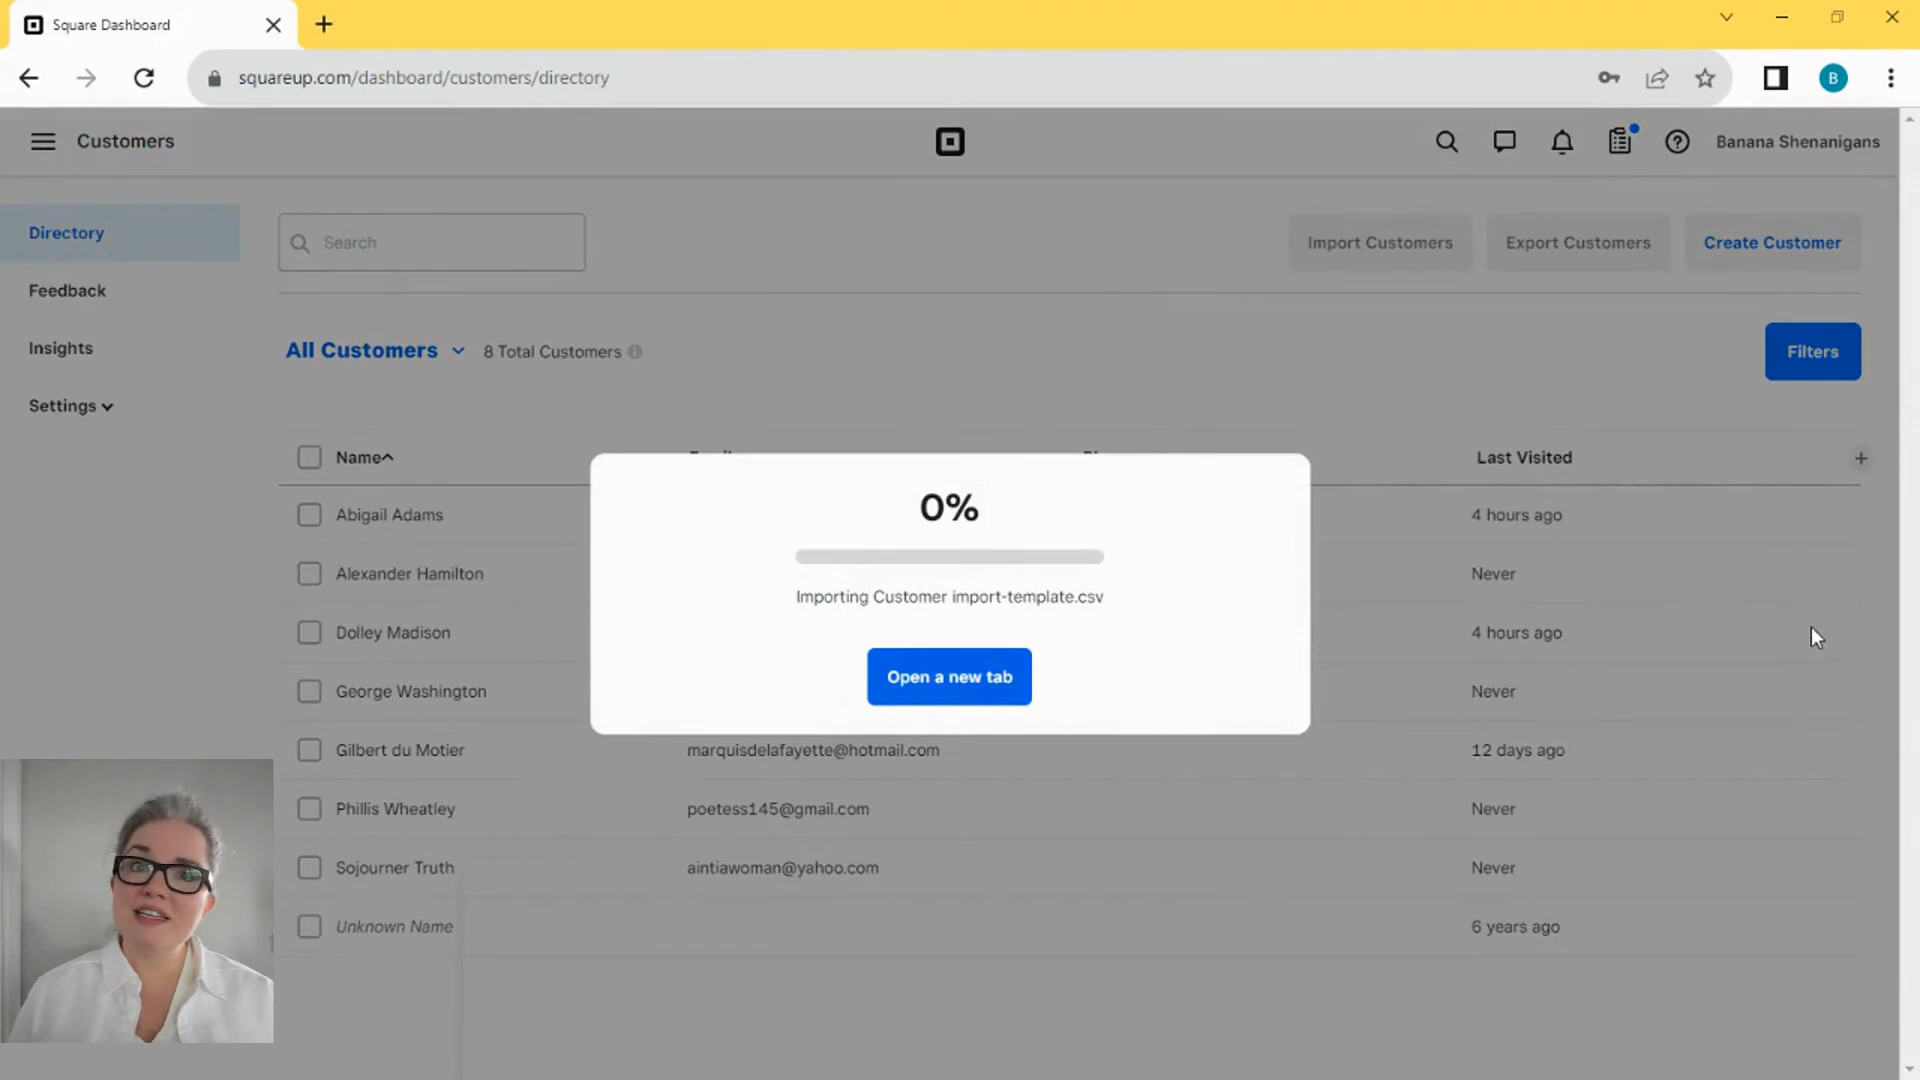 Square Dashboard
squareup.com/dashboard/customers/directory
B
Customers
Banana Shenanigans
Directory
Feedback
Insights
Settings
Search
Import Customers
Export Customers
Create Customer
All Customers
8 Total Customers
Filters
Name
Last Visited
Abigail Adams
4 hours ago
Alexander Hamilton
Never
Dolley Madison
4 hours ago
George Washington
Never
Gilbert du Motier
marquisdelafayette@hotmail.com
12 days ago
Phillis Wheatley
poetess145@gmail.com
Never
Sojourner Truth
aintiawoman@yahoo.com
Never
Unknown Name
6 years ago
0%
Importing Customer import-template.csv
Open a new tab